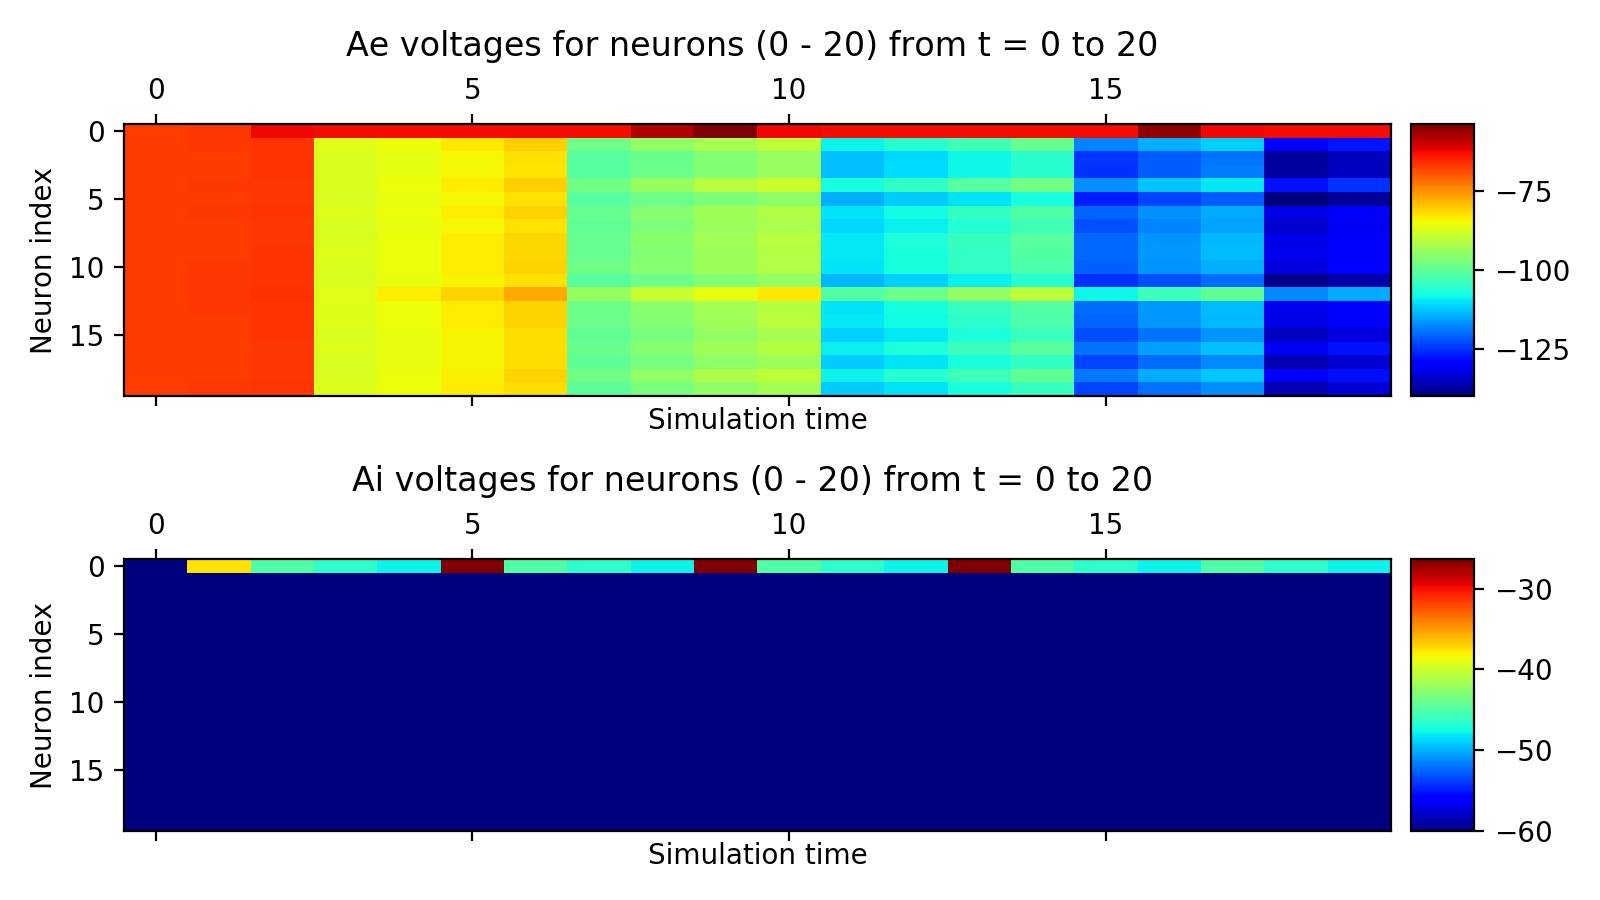 Ae voltages for neurons (0 - 20) from t = 0 to 20
0 5 10 15
Neuron index
0
5
10
15
−75
−100
−125
Simulation time
Ai voltages for neurons (0 - 20) from t = 0 to 20
0 5 10 15
Neuron index
0
5
10
15
−30
−40
−50
−60
Simulation time